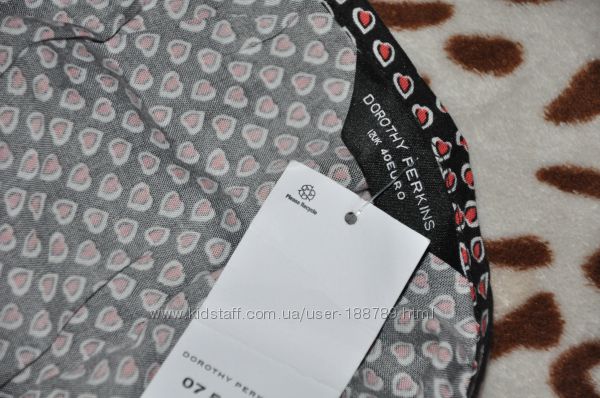 DOROTHY PERKINS
12UK 40EURO
Please Recycle
www.kidstaff.com.ua/user-188789.html
DOROTHY PERKINS
07